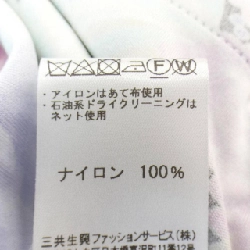 F W
・アイロンはあて布使用
・石油系ドライクリーニングは
ネット使用
ナイロン 100%
三共生興ファッションサービス(株)